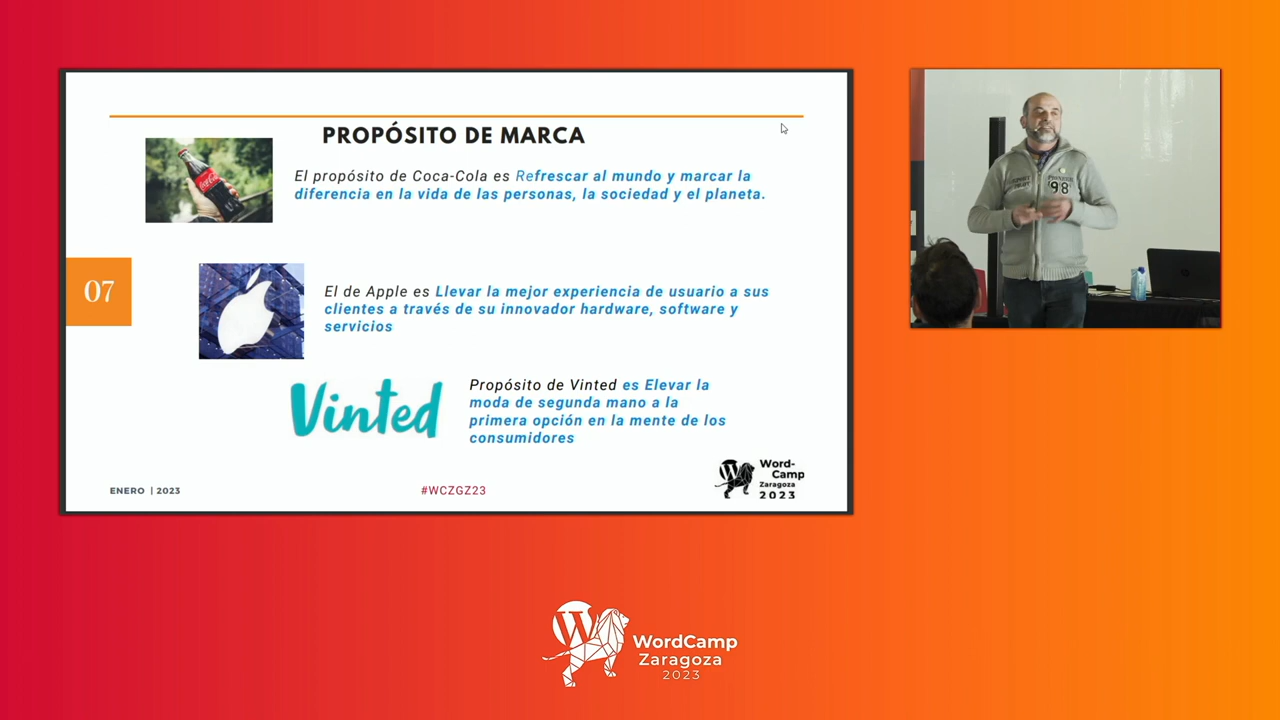 PROPÓSITO DE MARCA
El propósito de Coca-Cola es Refrescar al mundo y marcar la
diferencia en la vida de las personas, la sociedad y el planeta.
07
El de Apple es Llevar la mejor experiencia de usuario a sus
clientes a través de su innovador hardware, software y
servicios
Vinted
Propósito de Vinted es Elevar la
moda de segunda mano a la
primera opción en la mente de los
consumidores
ENERO | 2023
#WCZGZ23
Word-
Camp
Zaragoza
2023
'98
WordCamp
Zaragoza
2023